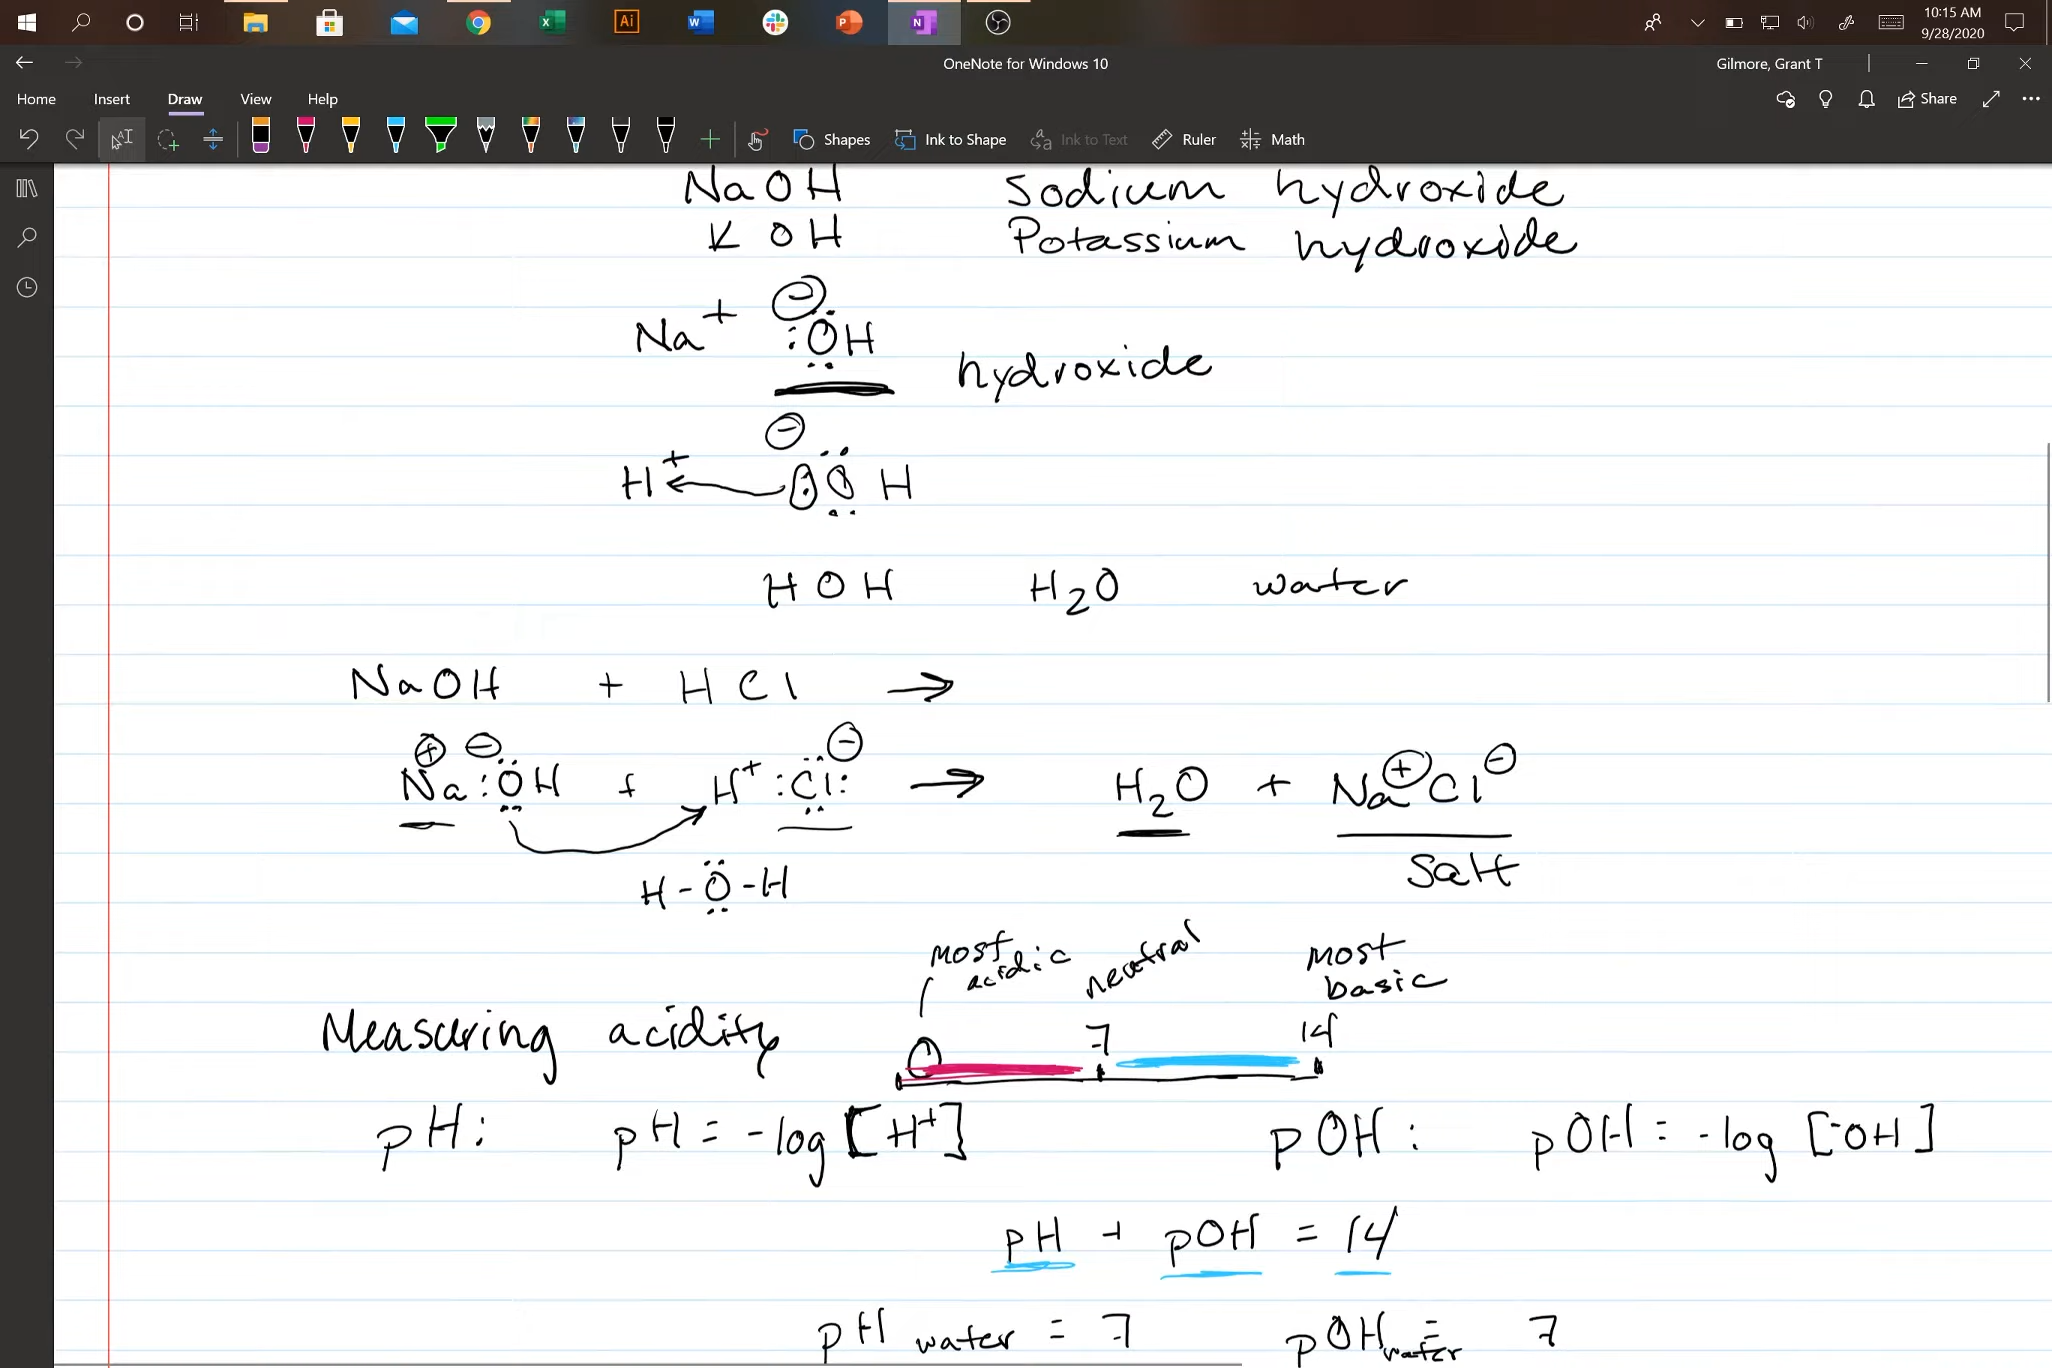 10:15 AM
9/28/2020
OneNote for Windows 10
Gilmore, Grant T
Home Insert Draw View Help
Share
Shapes Ink to Shape Ink to Text Ruler Math
NaOH Sodium hydroxide
KOH Potassium hydroxide
Na+ ⊖:ÖH hydroxide
H+ ⊖:ÖH
HOH H₂O water
NaOH + HCl →
Na⊕ ⊖:ÖH + H+ :Cl:⊖ → H₂O + Na⊕Cl⊖
H-Ö-H
Salt
most acidic neutral most basic
Measuring acidity 0 7 14
pH: pH = -log [H+] pOH: pOH = -log [⁻OH]
pH + pOH = 14
pH water = 7 pOH water = 7